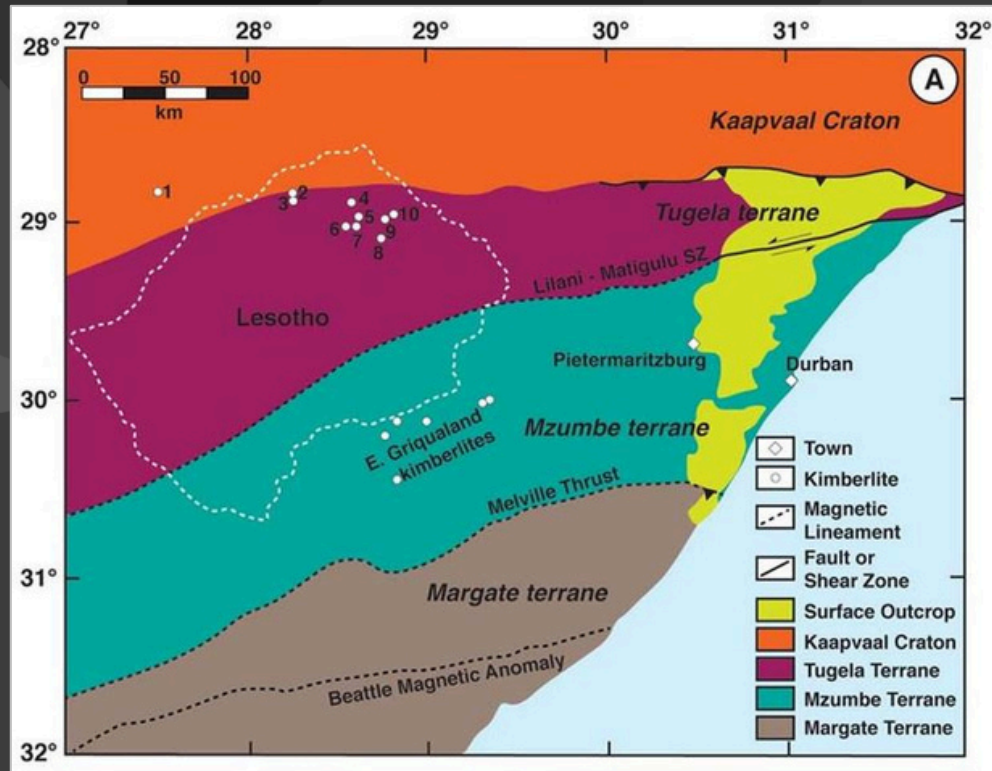 27° 28° 29° 30° 31° 32°
28°
0 50 100
km
A
Kaapvaal Craton
1
2
3
4
5
6
7
8
9
10
29°
Tugela terrane
Lilani - Matigulu SZ
Lesotho
Pietermaritzburg
Durban
30°
Mzumbe terrane
E. Griqualand
kimberlites
Melville Thrust
31°
Margate terrane
Beattle Magnetic Anomaly
32°
Town
Kimberlite
Magnetic
Lineament
Fault or
Shear Zone
Surface Outcrop
Kaapvaal Craton
Tugela Terrane
Mzumbe Terrane
Margate Terrane